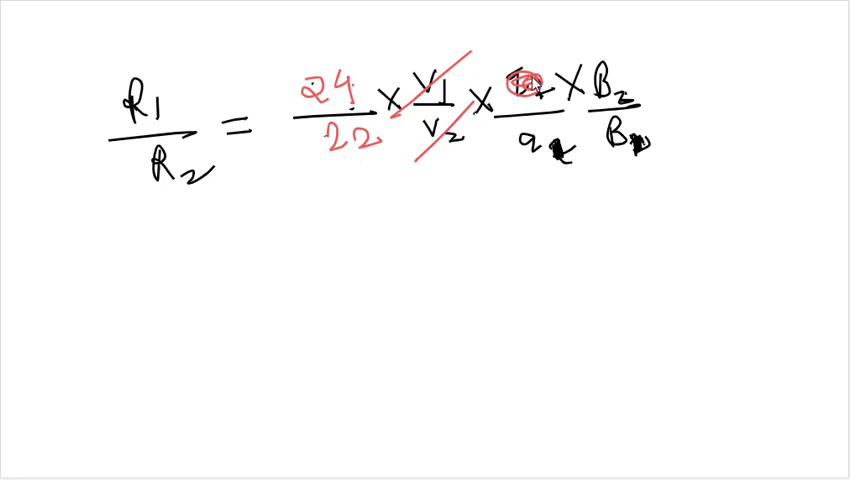 R1/R2 = 24/22 × V1/V2 × /q × B2/B